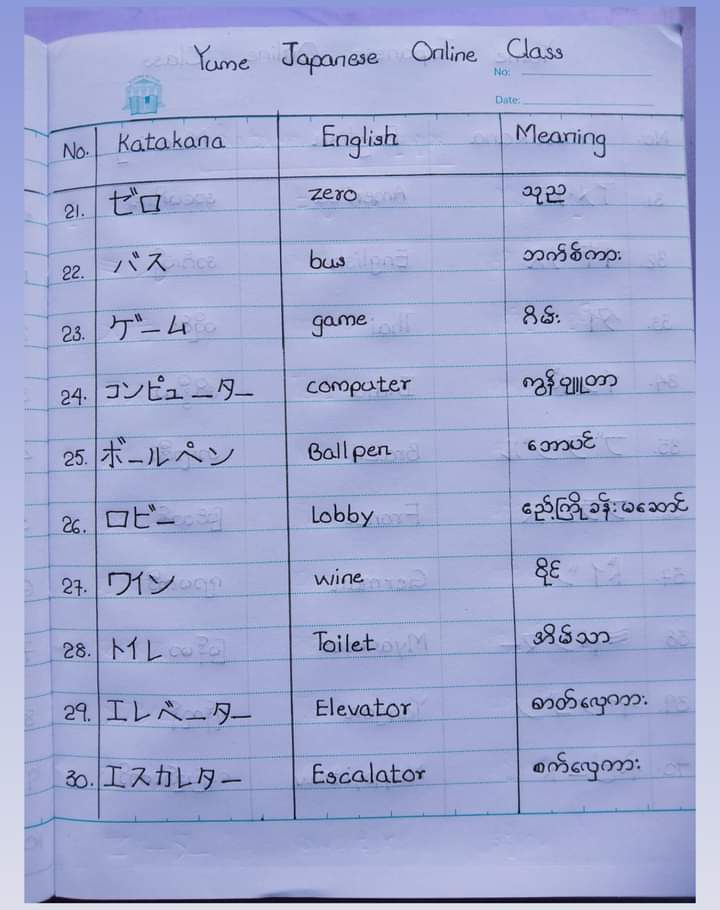 Yume Japanese Online Class
No:
Date:
No. Katakana English Meaning
21. ゼロ zero သုည
22. バス bus ဘတ်စ်ကား
23. ゲーム game ဂိမ်း
24. コンピューター computer ကွန်ပျူတာ
25. ボールペン Ballpen ဘောပင်
26. ロビー Lobby ဧည့်ကြိုခန်းမဆောင်
27. ワイン wine ဝိုင်
28. トイレ Toilet အိမ်သာ
29. エレベーター Elevator ဓာတ်လှေကား
30. エスカレター Escalator စက်လှေကား